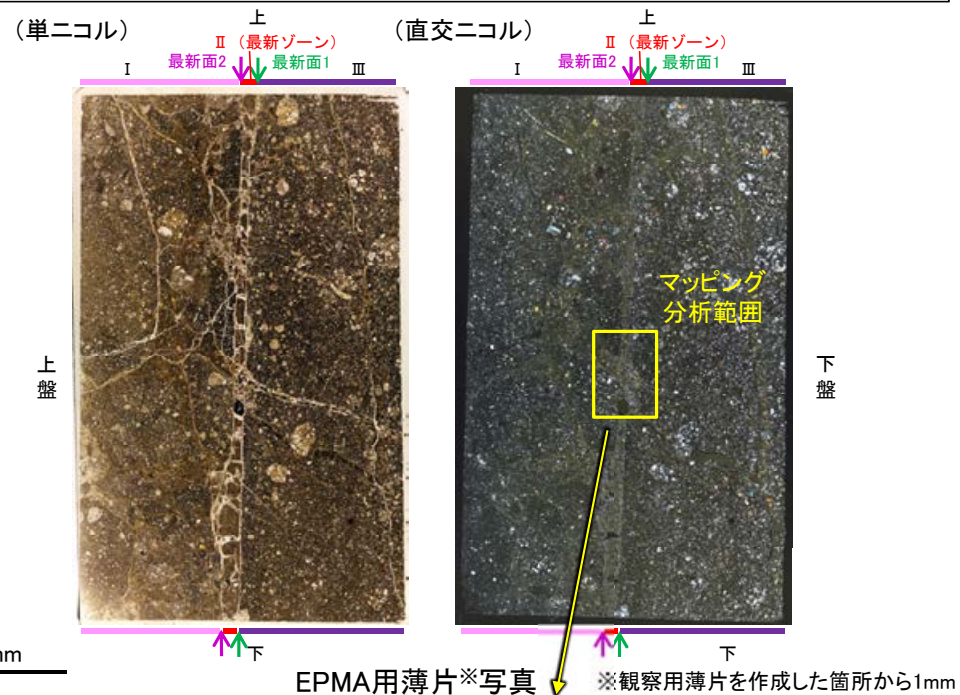 (単ニコル)
上
Ⅱ (最新ゾーン)
最新面2
最新面1
Ⅰ
Ⅲ
(直交ニコル)
上
Ⅱ (最新ゾーン)
最新面2
最新面1
Ⅰ
Ⅲ
マッピング
分析範囲
上
盤
下
盤
下
下
mm
EPMA用薄片※写真
※観察用薄片を作成した箇所から1mm